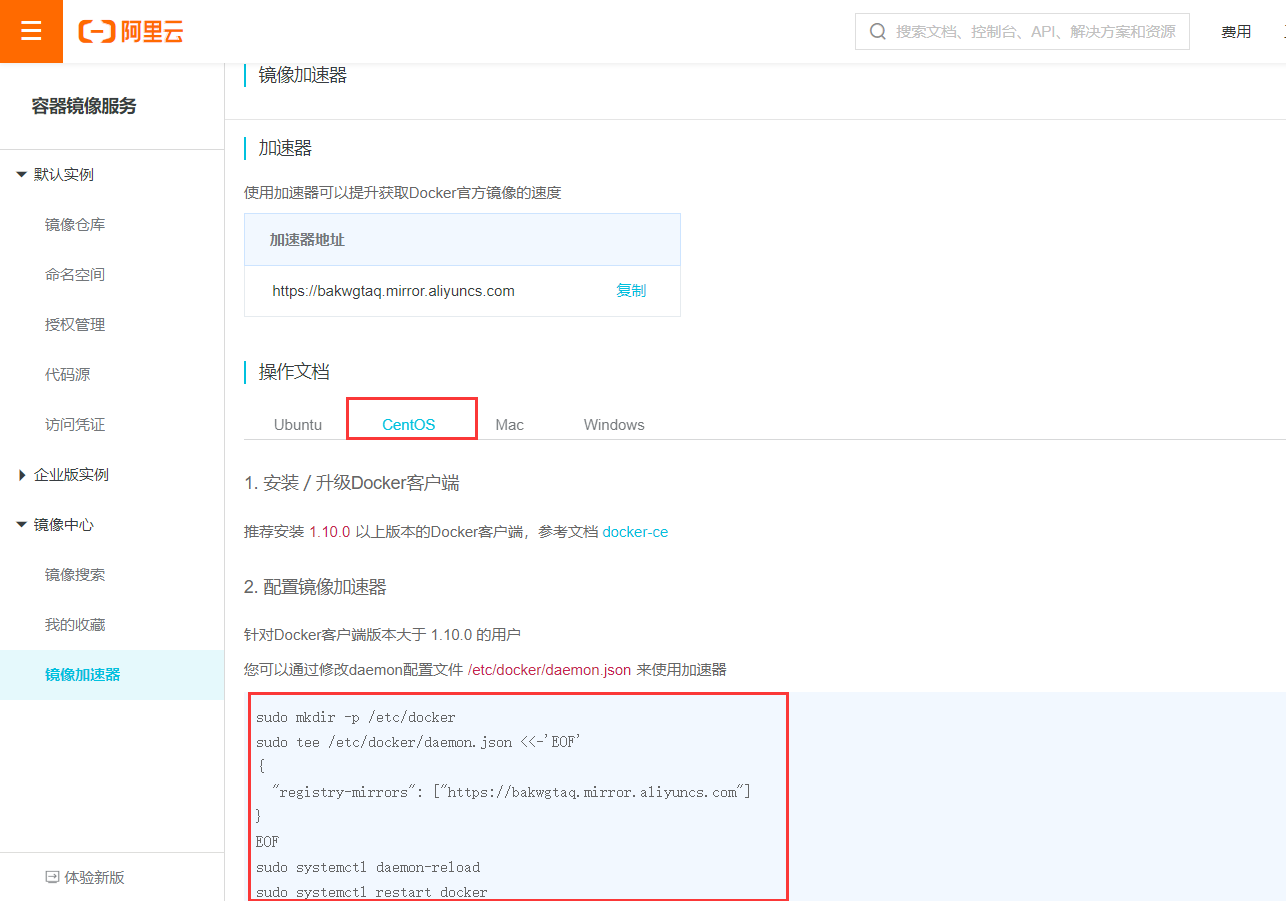 阿里云
搜索文档、控制台、API、解决方案和资源
费用
容器镜像服务
默认实例
镜像仓库
命名空间
授权管理
代码源
访问凭证
企业版实例
镜像中心
镜像搜索
我的收藏
镜像加速器
体验新版
镜像加速器
加速器
使用加速器可以提升获取Docker官方镜像的速度
加速器地址
https://bakwgtaq.mirror.aliyuncs.com 复制
操作文档
Ubuntu CentOS Mac Windows
1. 安装 / 升级Docker客户端
推荐安装 1.10.0 以上版本的Docker客户端，参考文档 docker-ce
2. 配置镜像加速器
针对Docker客户端版本大于 1.10.0 的用户
您可以通过修改daemon配置文件 /etc/docker/daemon.json 来使用加速器
sudo mkdir -p /etc/docker
sudo tee /etc/docker/daemon.json <<-'EOF'
{
  "registry-mirrors": ["https://bakwgtaq.mirror.aliyuncs.com"]
}
EOF
sudo systemctl daemon-reload
sudo systemctl restart docker